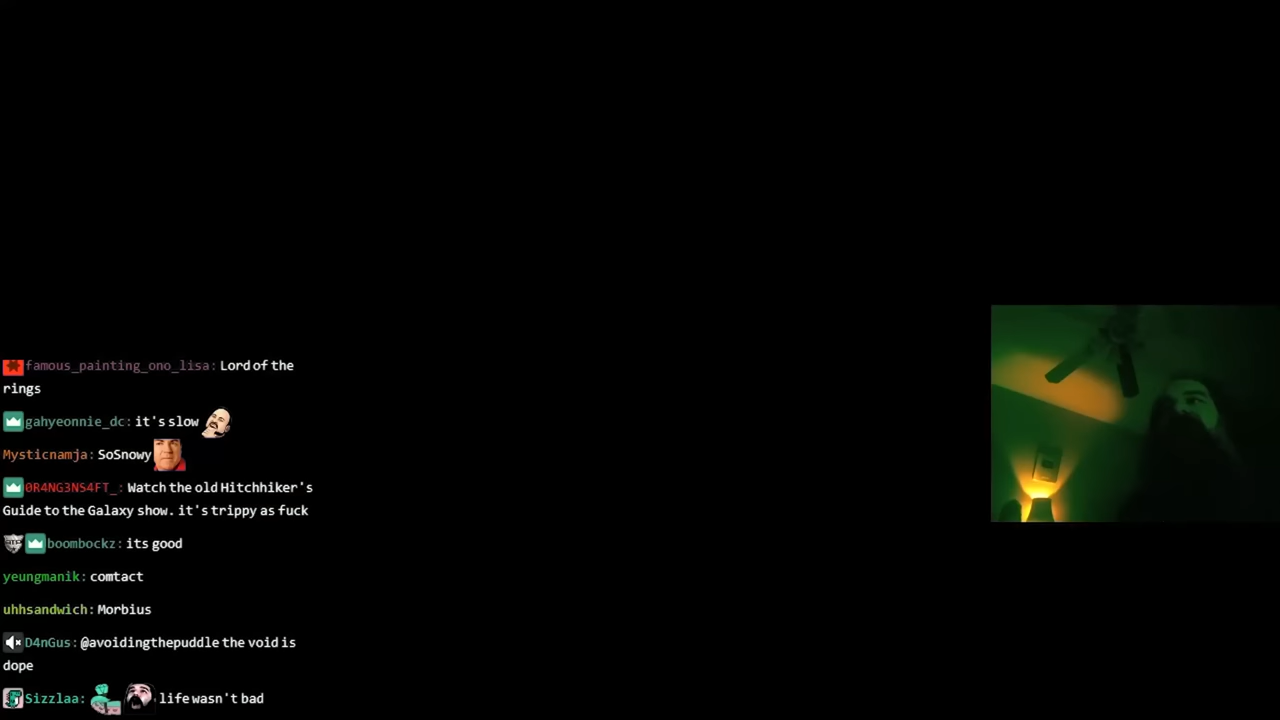 famous_painting_ono_lisa: Lord of the
rings
gahyeonnie_dc: it's slow
Mysticnamja: SoSnowy
0R4NG3NS4FT_: Watch the old Hitchhiker's
Guide to the Galaxy show. it's trippy as fuck
boombockz: its good
yeungmanik: comtact
uhhsandwich: Morbius
D4nGus: @avoidingthepuddle the void is
dope
Sizzlaa: life wasn't bad